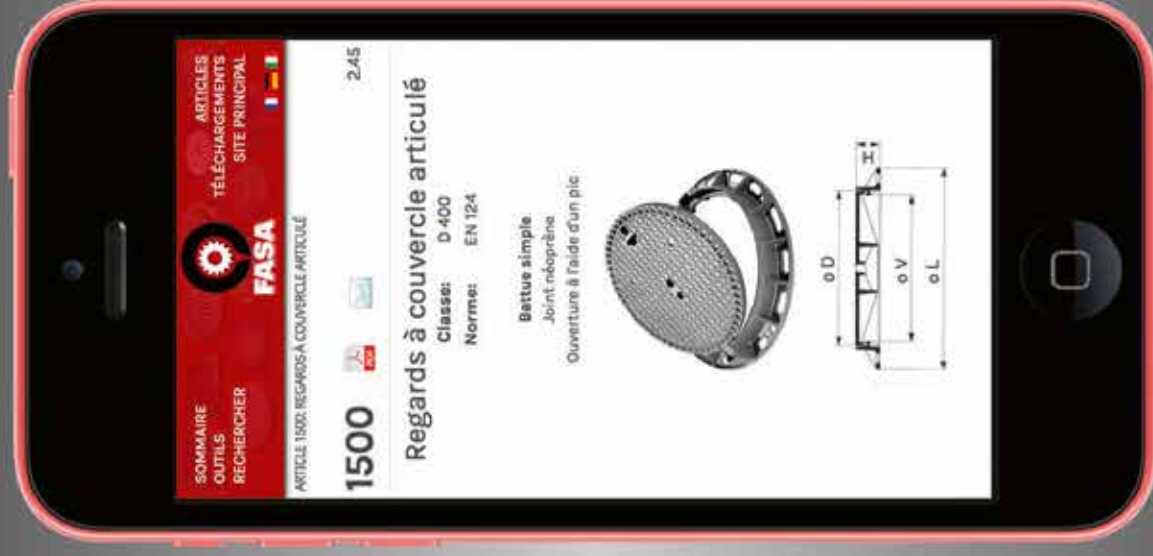 SOMMAIRE
OUTILS
RECHERCHER
FASA
ARTICLES
TÉLÉCHARGEMENTS
SITE PRINCIPAL
ARTICLE 1500: REGARDS À COUVERCLE ARTICULÉ
1500
PDF
2.45
Regards à couvercle articulé
Classe: D 400
Norme: EN 124
Battue simple
Joint néoprène
Ouverture à l'aide d'un pic
o D
H
o V
o L